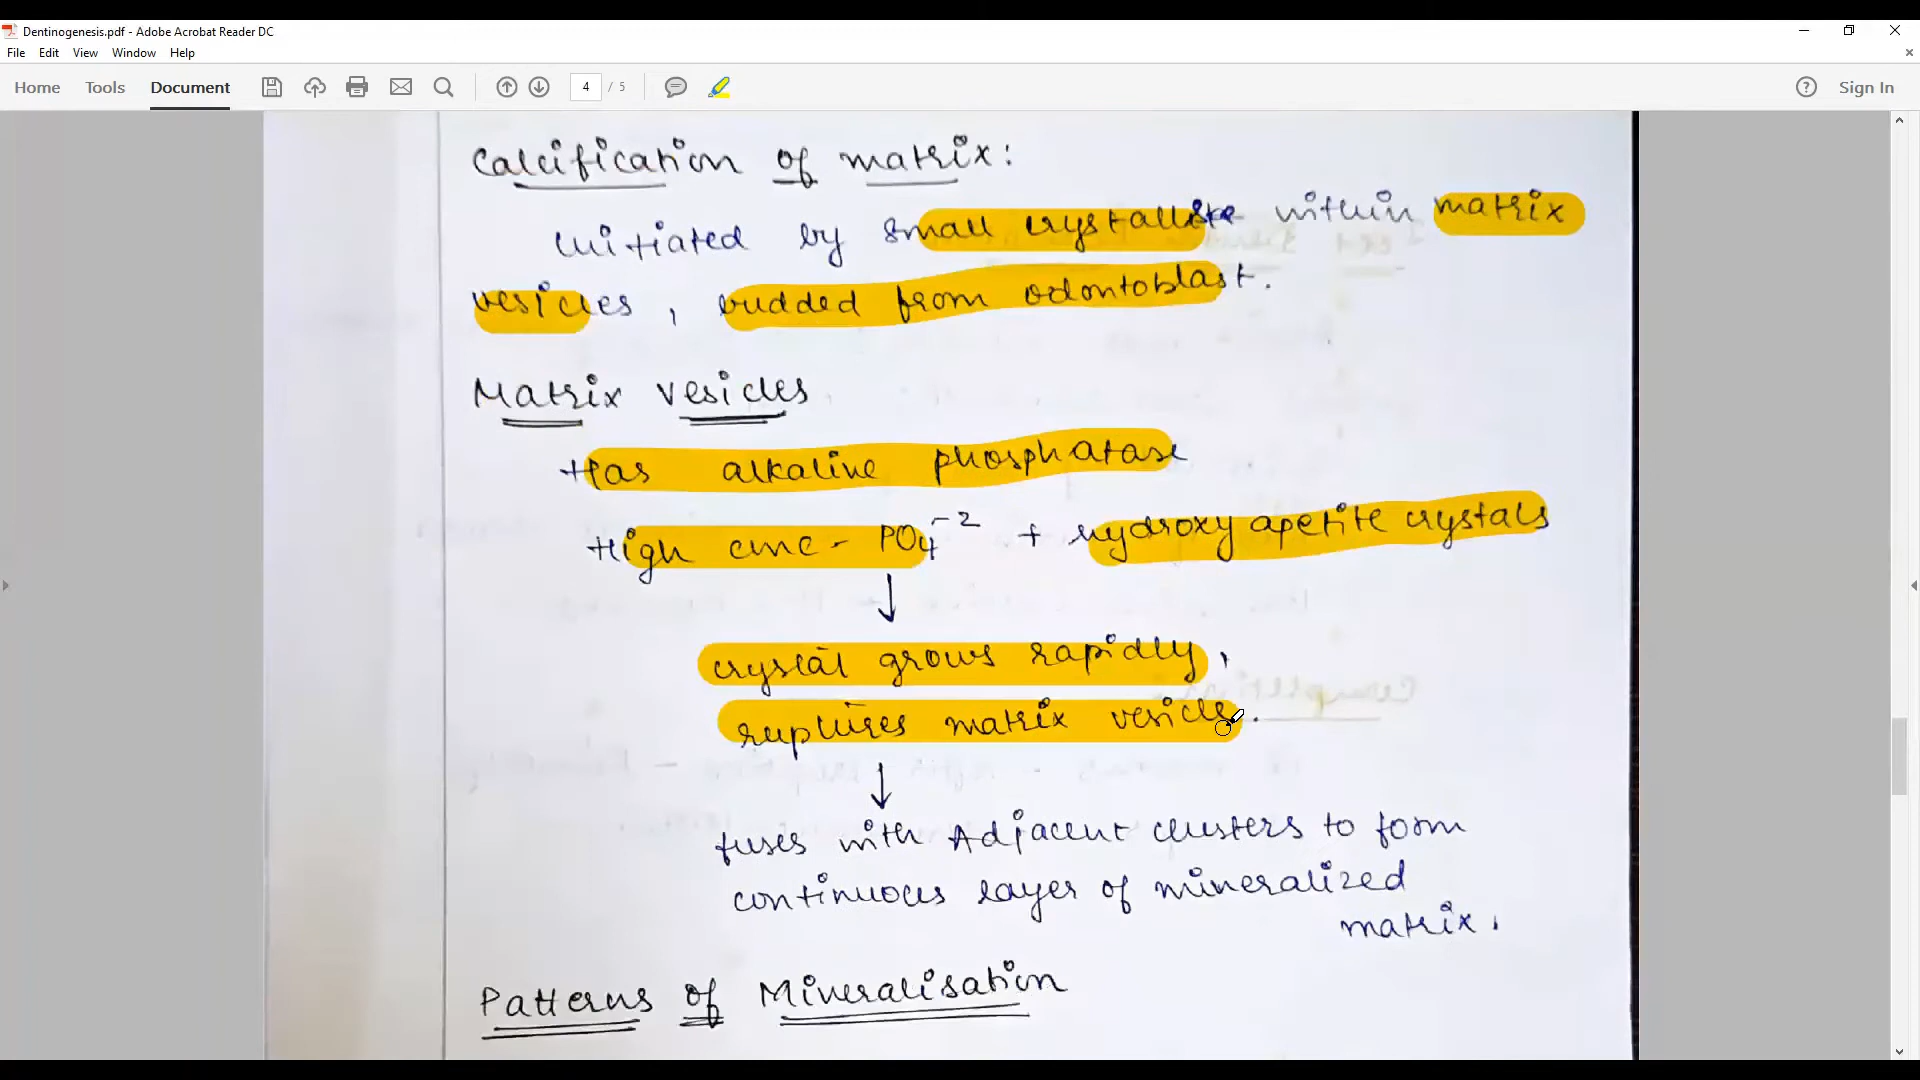 Dentinogenesis.pdf - Adobe Acrobat Reader DC
File Edit View Window Help
Home Tools Document 4 / 5 Sign In
Calcification of matrix:
initiated by small crystallite within matrix
vesicles, budded from odontoblast.
Matrix vesicles
Has alkaline phosphatase
High conc- PO4⁻² + hydroxy apetite crystals
↓
crystal grows rapidly,
ruptures matrix vesicle.
↓
fuses with Adjacent clusters to form
continuous layer of mineralized
matrix.
Patterns of Mineralisation